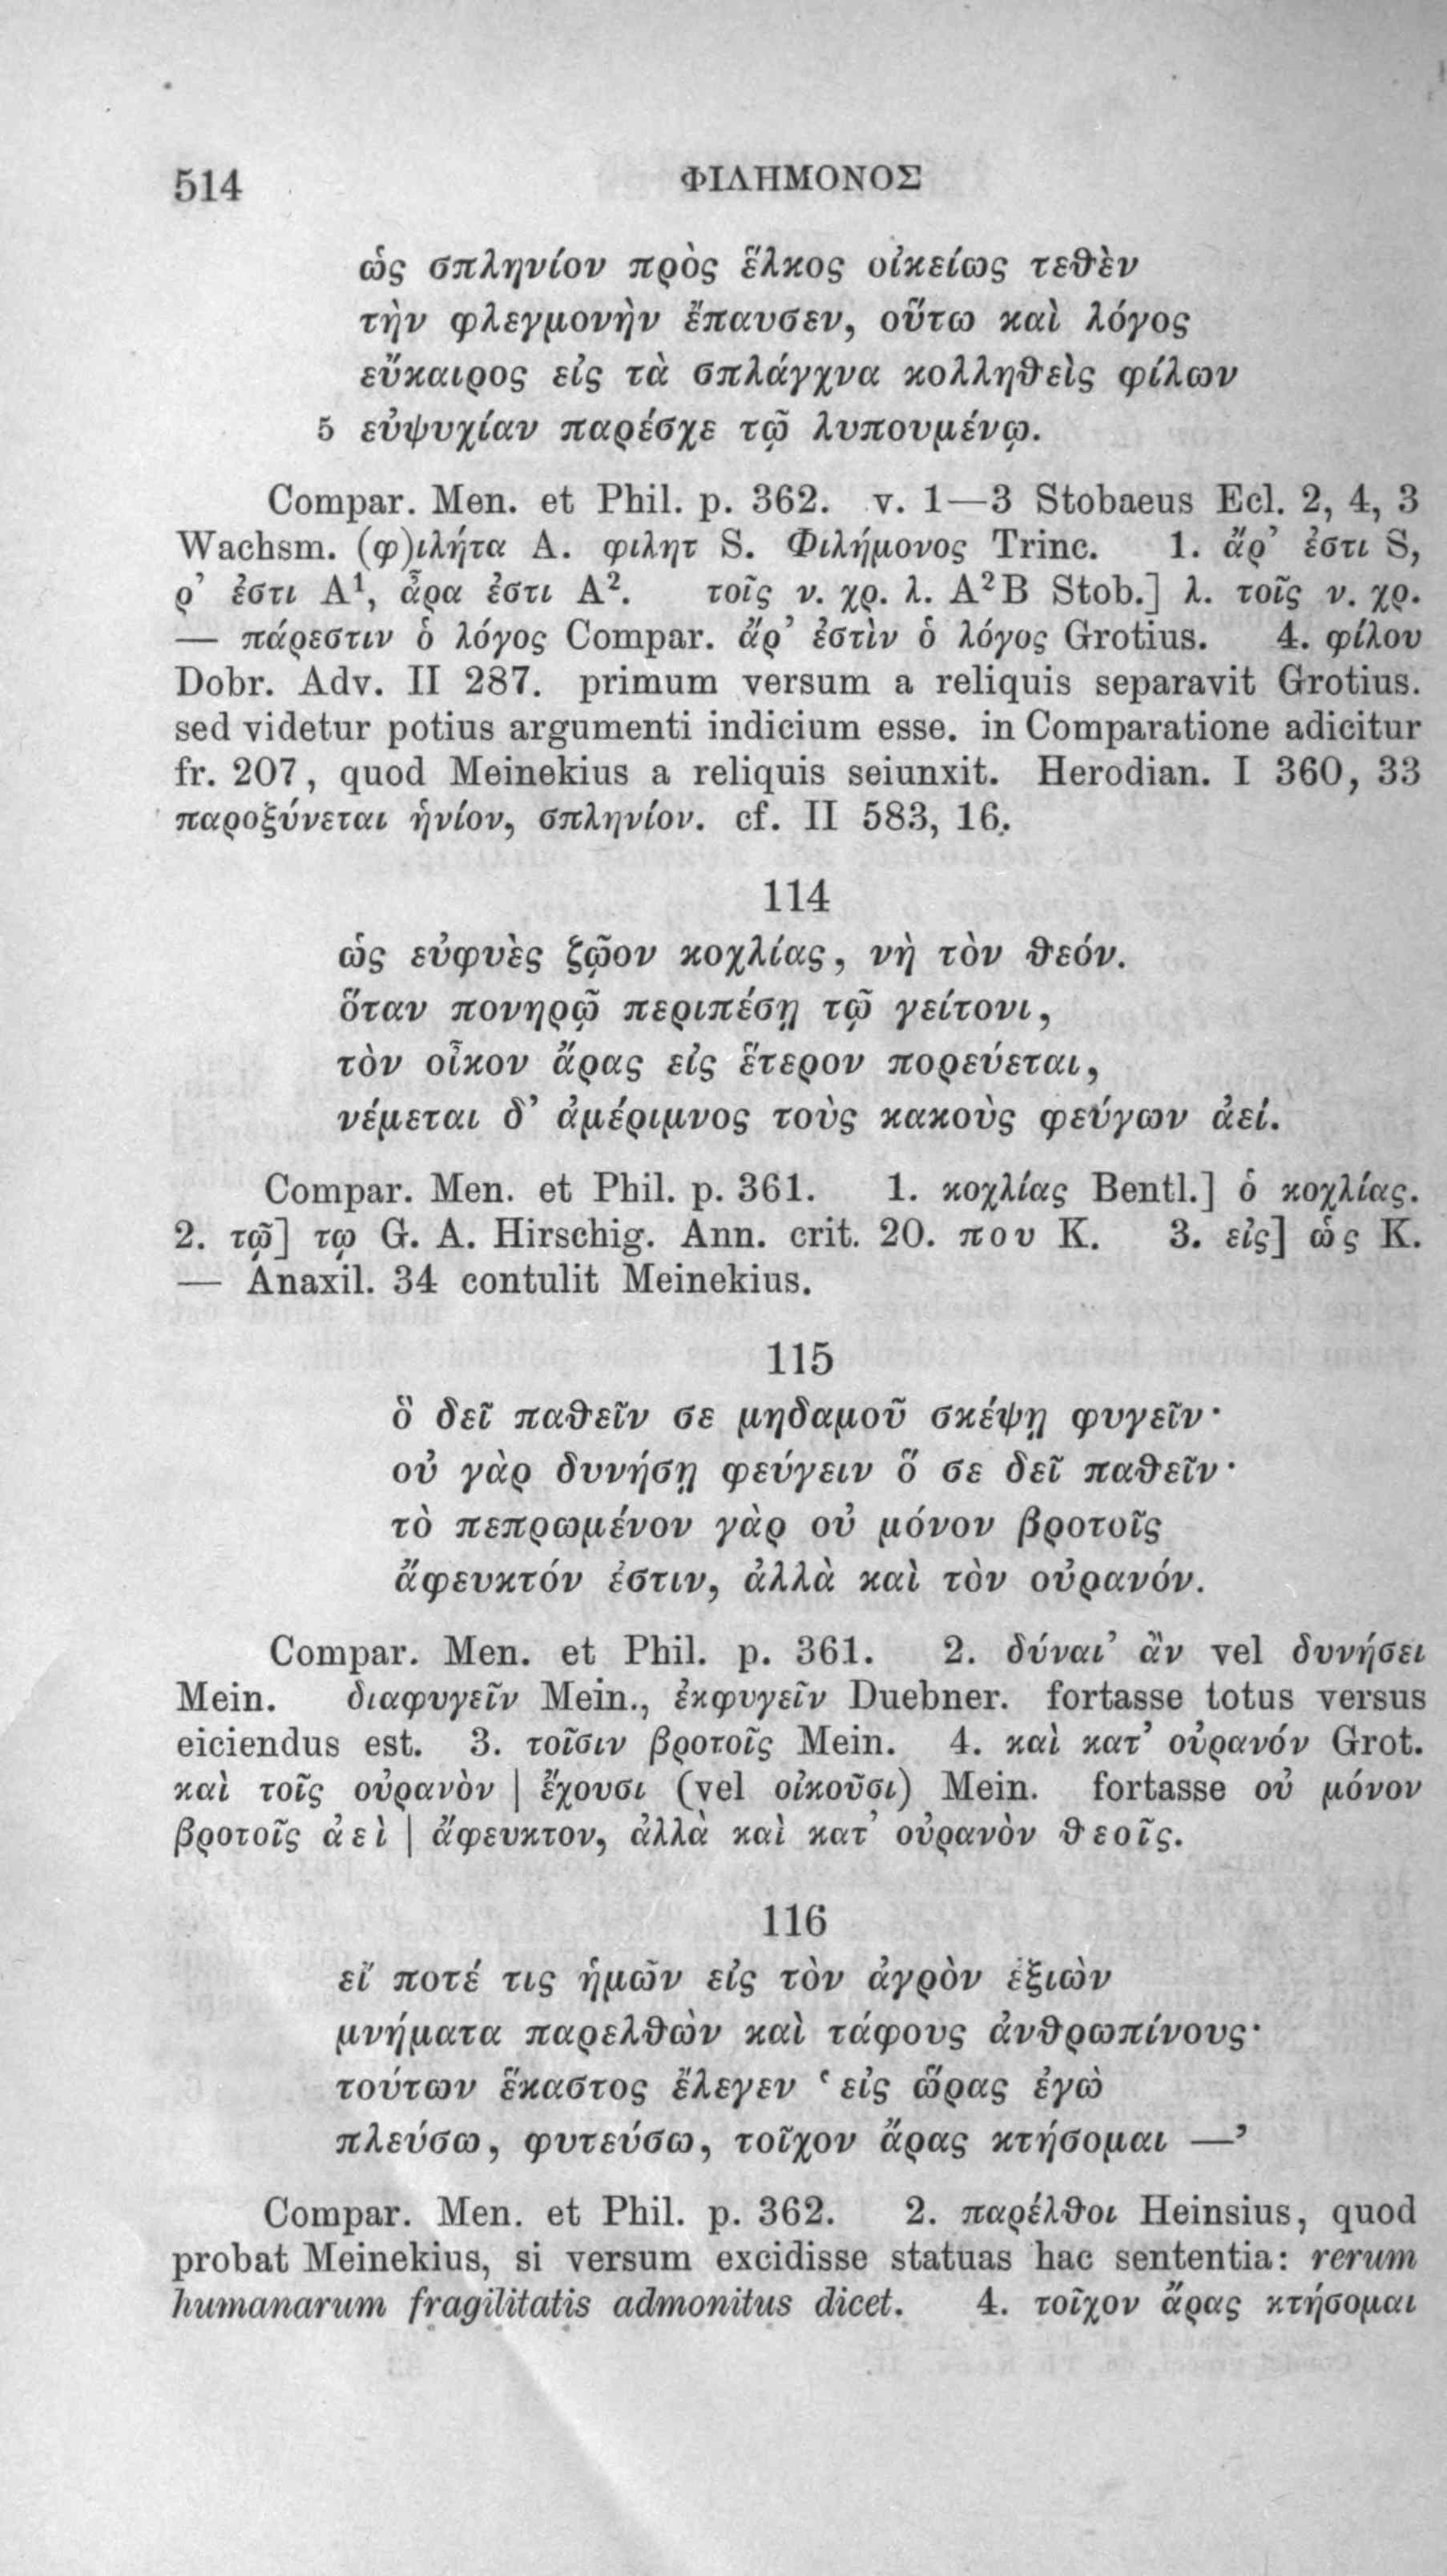 514 ΦΙΛΗΜΟΝΟΣ
ὡς σπληνίον πρὸς ἕλκος οἰκείως τεθὲν
τὴν φλεγμονὴν ἔπαυσεν, οὕτω καὶ λόγος
εὔκαιρος εἰς τὰ σπλάγχνα κολληθεὶς φίλων
5 εὐψυχίαν παρέσχε τῷ λυπουμένῳ.
Compar. Men. et Phil. p. 362. v. 1—3 Stobaeus Ecl. 2, 4, 3
Wachsm. (φ)ιλήτα A. φιλητ S. Φιλήμονος Trinc. 1. ἄρ’ ἐστι S,
ρ’ ἐστι A¹, ἆρα ἐστι A². τοῖς ν. χρ. λ. A²B Stob.] λ. τοῖς ν. χρ.
— πάρεστιν ὁ λόγος Compar. ἄρ’ ἐστὶν ὁ λόγος Grotius. 4. φίλου
Dobr. Adv. II 287. primum versum a reliquis separavit Grotius.
sed videtur potius argumenti indicium esse. in Comparatione adicitur
fr. 207, quod Meinekius a reliquis seiunxit. Herodian. I 360, 33
παροξύνεται ἡνίον, σπληνίον. cf. II 583, 16.
114
ὡς εὐφυὲς ζῷον κοχλίας, νὴ τὸν θεόν.
ὅταν πονηρῷ περιπέσῃ τῷ γείτονι,
τὸν οἶκον ἄρας εἰς ἕτερον πορεύεται,
νέμεται δ’ ἀμέριμνος τοὺς κακοὺς φεύγων ἀεί.
Compar. Men. et Phil. p. 361. 1. κοχλίας Bentl.] ὁ κοχλίας.
2. τῷ] τῳ G. A. Hirschig. Ann. crit. 20. που K. 3. εἰς] ὡς K.
— Anaxil. 34 contulit Meinekius.
115
ὃ δεῖ παθεῖν σε μηδαμοῦ σκέψῃ φυγεῖν·
οὐ γὰρ δυνήσῃ φεύγειν ὅ σε δεῖ παθεῖν·
τὸ πεπρωμένον γὰρ οὐ μόνον βροτοῖς
ἄφευκτόν ἐστιν, ἀλλὰ καὶ τὸν οὐρανόν.
Compar. Men. et Phil. p. 361. 2. δύναι’ ἂν vel δυνήσει
Mein. διαφυγεῖν Mein., ἐκφυγεῖν Duebner. fortasse totus versus
eiciendus est. 3. τοῖσιν βροτοῖς Mein. 4. καὶ κατ’ οὐρανόν Grot.
καὶ τοῖς οὐρανὸν | ἔχουσι (vel οἰκοῦσι) Mein. fortasse οὐ μόνον
βροτοῖς ἀεὶ | ἄφευκτον, ἀλλὰ καὶ κατ’ οὐρανὸν θεοῖς.
116
εἴ ποτέ τις ἡμῶν εἰς τὸν ἀγρὸν ἐξιὼν
μνήματα παρελθὼν καὶ τάφους ἀνθρωπίνους·
τούτων ἕκαστος ἔλεγεν ‘εἰς ὥρας ἐγὼ
πλεύσω, φυτεύσω, τοῖχον ἄρας κτήσομαι —’
Compar. Men. et Phil. p. 362. 2. παρέλθοι Heinsius, quod
probat Meinekius, si versum excidisse statuas hac sententia: rerum
humanarum fragilitatis admonitus dicet. 4. τοῖχον ἄρας κτήσομαι